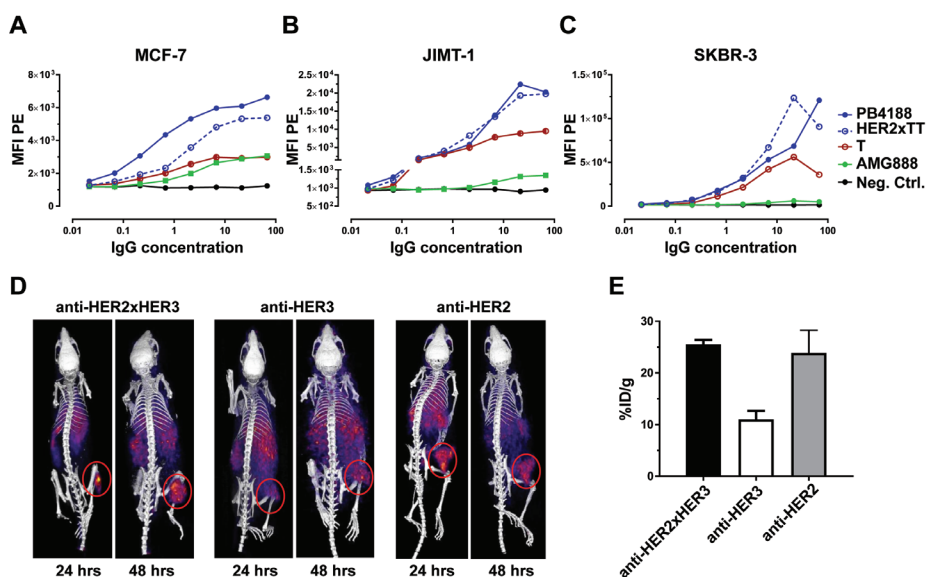 A
MCF-7
MFI PE
8×10³
6×10³
4×10³
2×10³
0
0.01
0.1
1
10
100
IgG concentration
B
JIMT-1
MFI PE
3×10⁴
2×10⁴
2×10⁴
1×10⁴
5×10³
2×10³
1×10³
5×10²
0.01
0.1
1
10
100
IgG concentration
C
SKBR-3
MFI PE
1.5×10⁵
1×10⁵
5×10⁴
0
0.01
0.1
1
10
100
IgG concentration
PB4188
HER2xTT
T
AMG888
Neg. Ctrl.
D
anti-HER2xHER3
anti-HER3
anti-HER2
24 hrs
48 hrs
24 hrs
48 hrs
24 hrs
48 hrs
E
%ID/g
30
20
10
0
anti-HER2xHER3
anti-HER3
anti-HER2